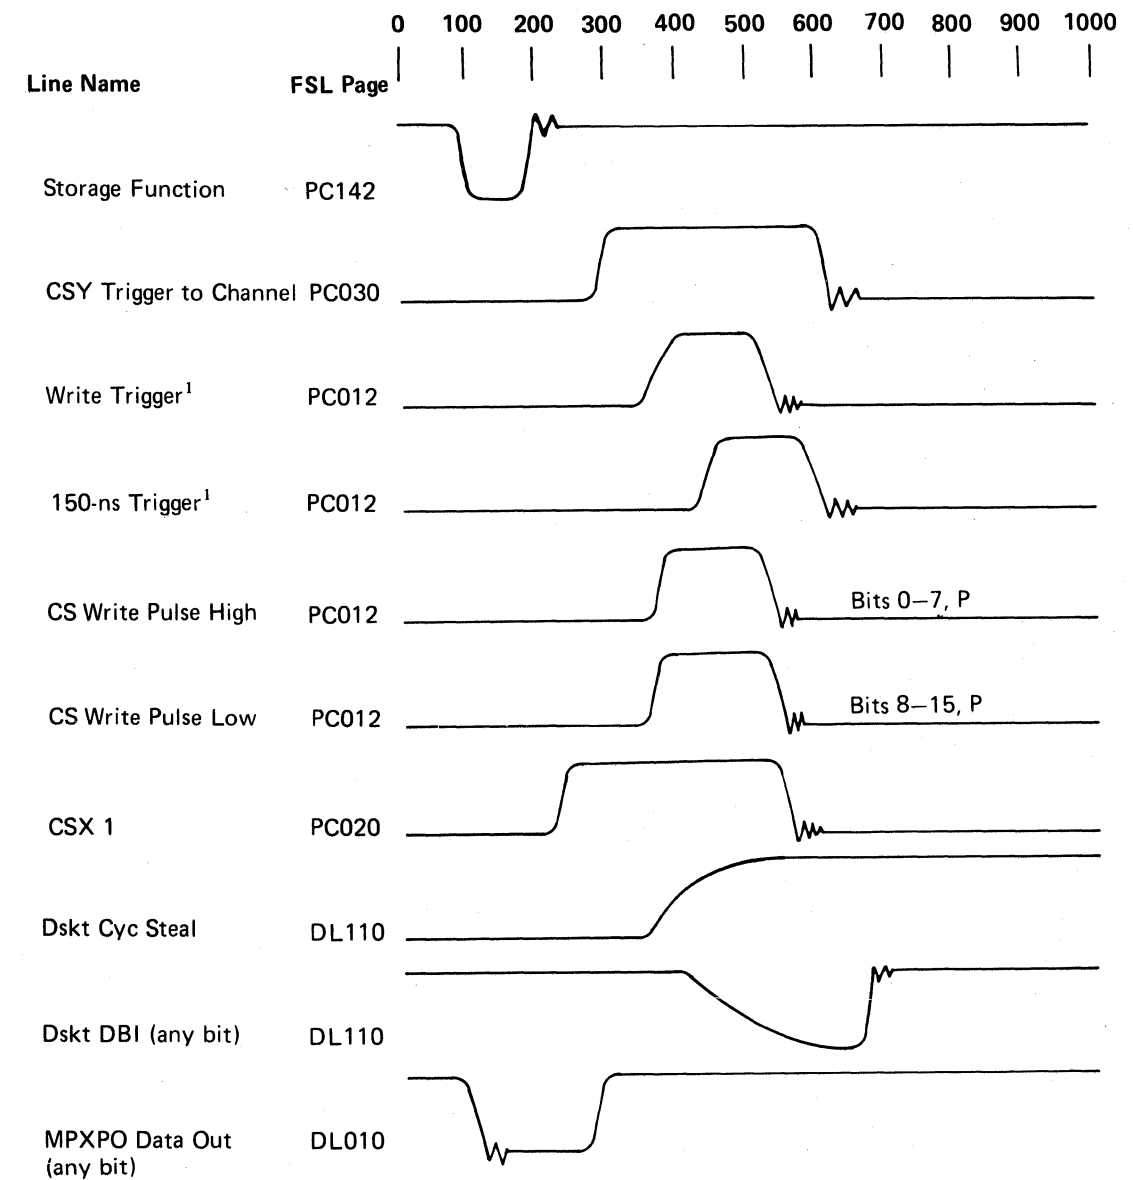 0 100 200 300 400 500 600 700 800 900 1000
Line Name FSL Page
Storage Function PC142
CSY Trigger to Channel PC030
Write Trigger¹ PC012
150-ns Trigger¹ PC012
CS Write Pulse High PC012 Bits 0–7, P
CS Write Pulse Low PC012 Bits 8–15, P
CSX 1 PC020
Dskt Cyc Steal DL110
Dskt DBI (any bit) DL110
MPXPO Data Out DL010
(any bit)